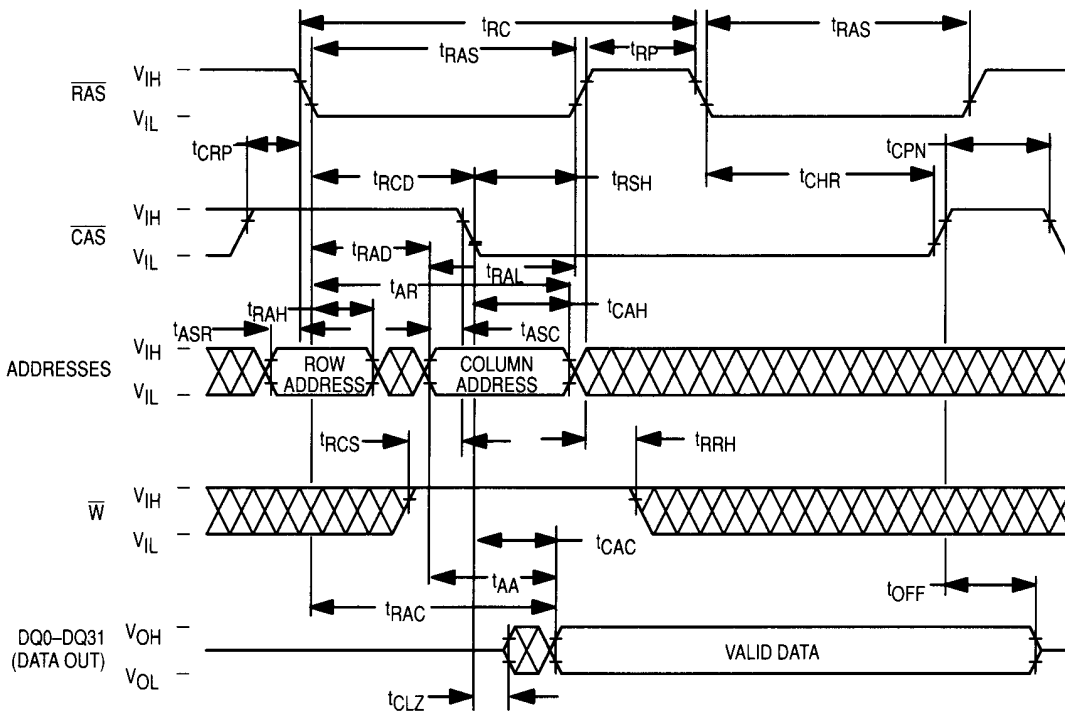 tRC
tRAS
tRP
tRAS
RAS
VIH
VIL
tCRP
tRCD
tRSH
tCHR
tCPN
CAS
VIH
VIL
tRAD
tRAL
tAR
tRAH
tCAH
tASR
tASC
ADDRESSES
VIH
VIL
ROW
ADDRESS
COLUMN
ADDRESS
tRCS
tRRH
W
VIH
VIL
tCAC
tAA
tRAC
tOFF
DQ0–DQ31
(DATA OUT)
VOH
VOL
VALID DATA
tCLZ